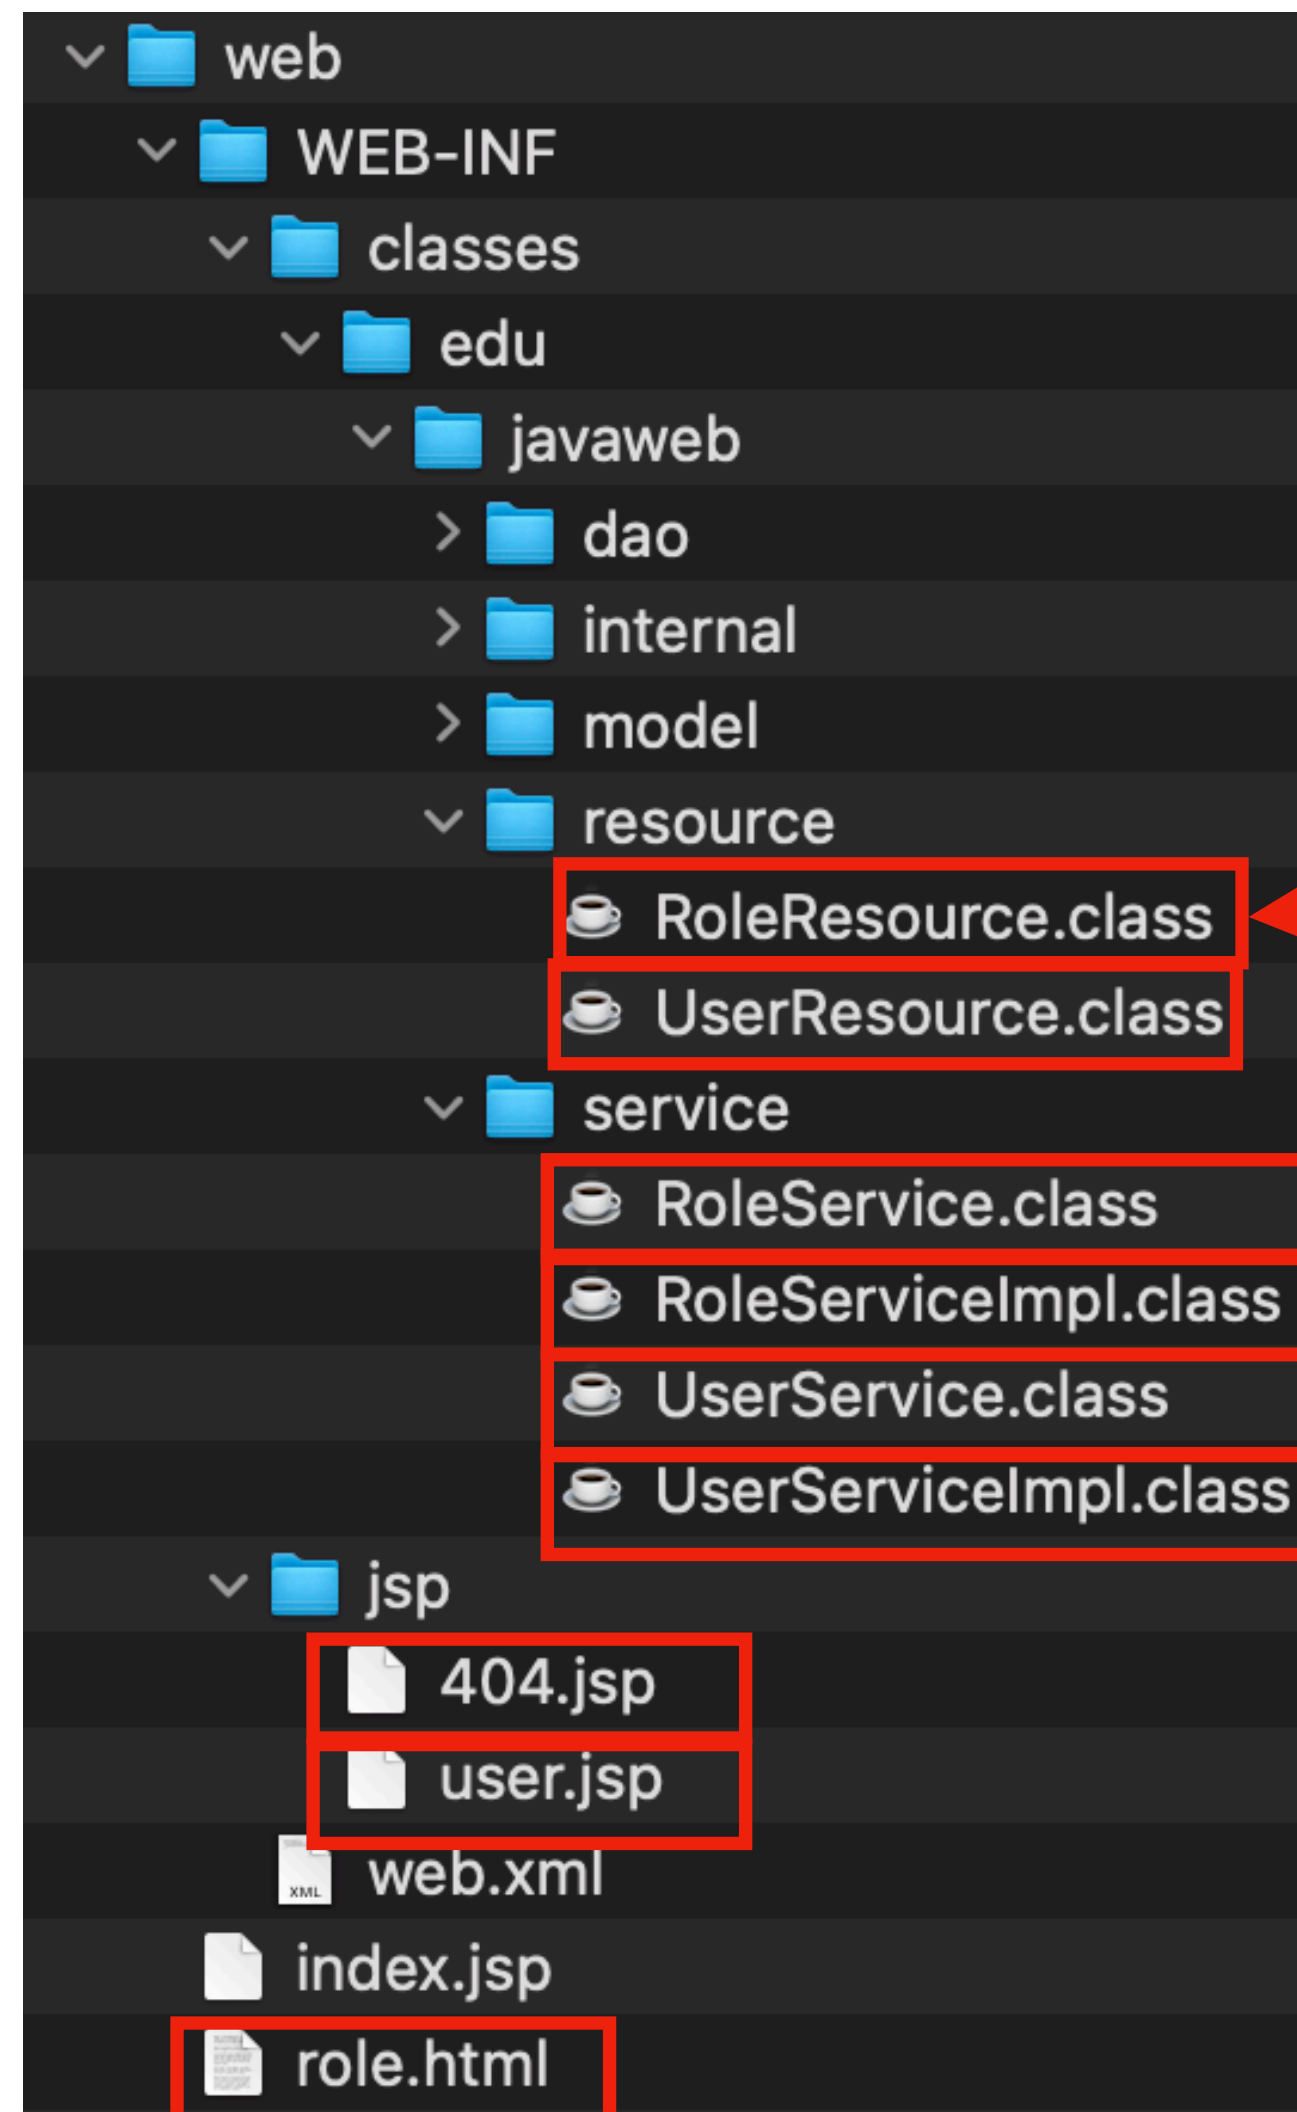 web
WEB-INF
classes
edu
javaweb
dao
internal
model
resource
RoleResource.class
UserResource.class
service
RoleService.class
RoleServiceImpl.class
UserService.class
UserServiceImpl.class
jsp
404.jsp
user.jsp
XML web.xml
index.jsp
role.html